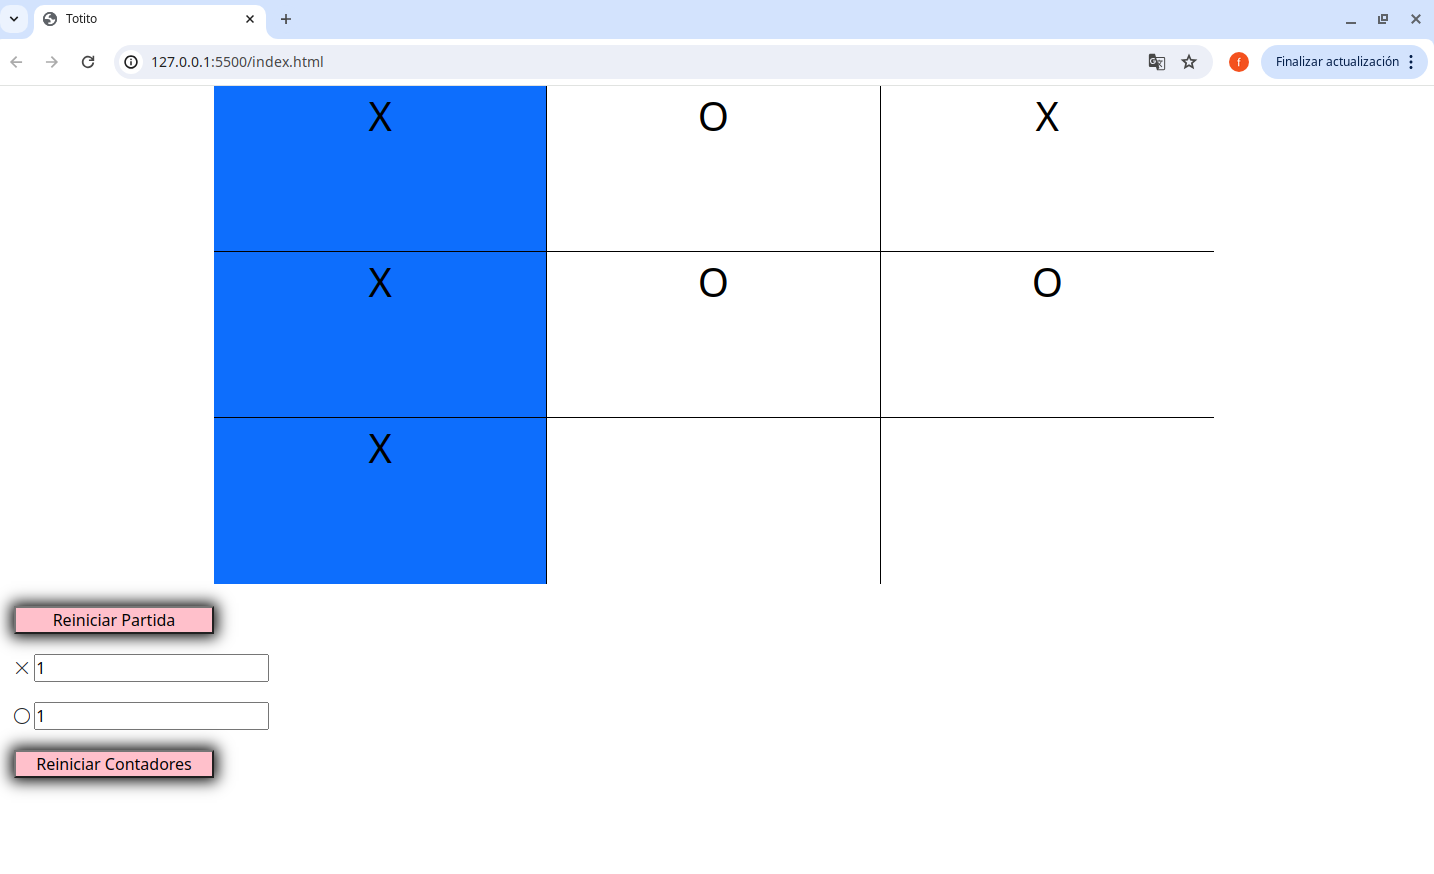 Totito
127.0.0.1:5500/index.html
f
Finalizar actualización
X O X
X O O
X
Reiniciar Partida
1
1
Reiniciar Contadores